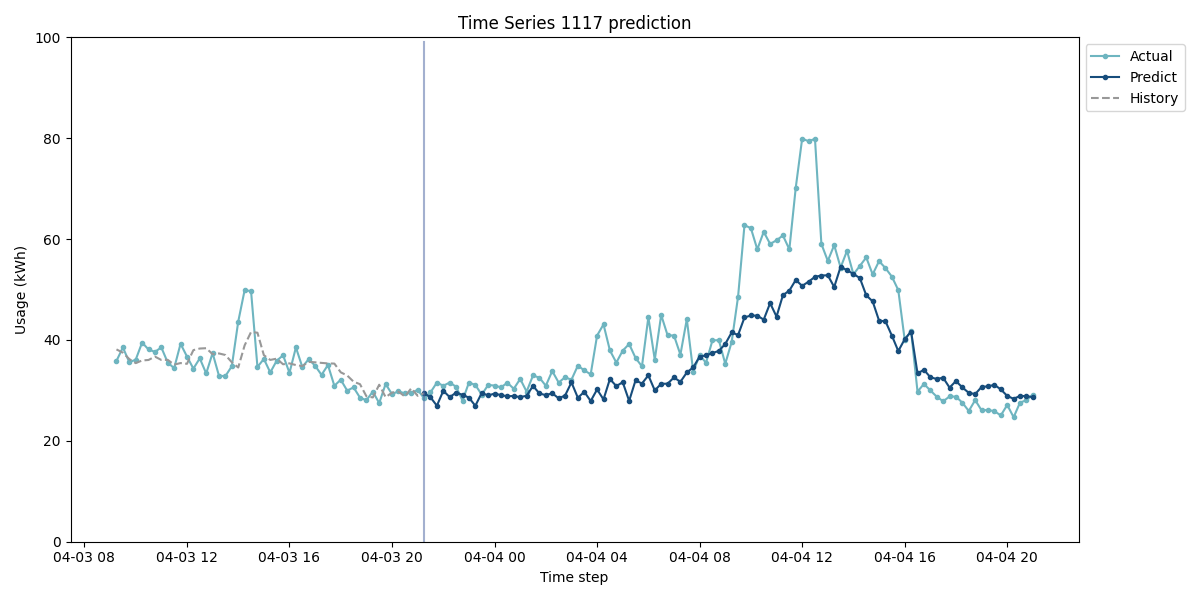 Time Series 1117 prediction
100
80
60
40
20
0
Usage (kWh)
04-03 08
04-03 12
04-03 16
04-03 20
04-04 00
04-04 04
04-04 08
04-04 12
04-04 16
04-04 20
Time step
Actual
Predict
History